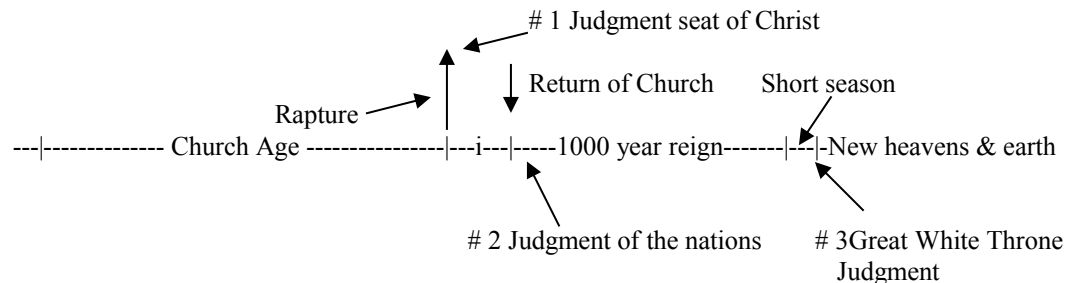 # 1 Judgment seat of Christ
Return of Church
Short season
Rapture
---|-------------- Church Age ----------------|---i---|-----1000 year reign-------|---|-New heavens & earth
# 2 Judgment of the nations
# 3Great White Throne
Judgment